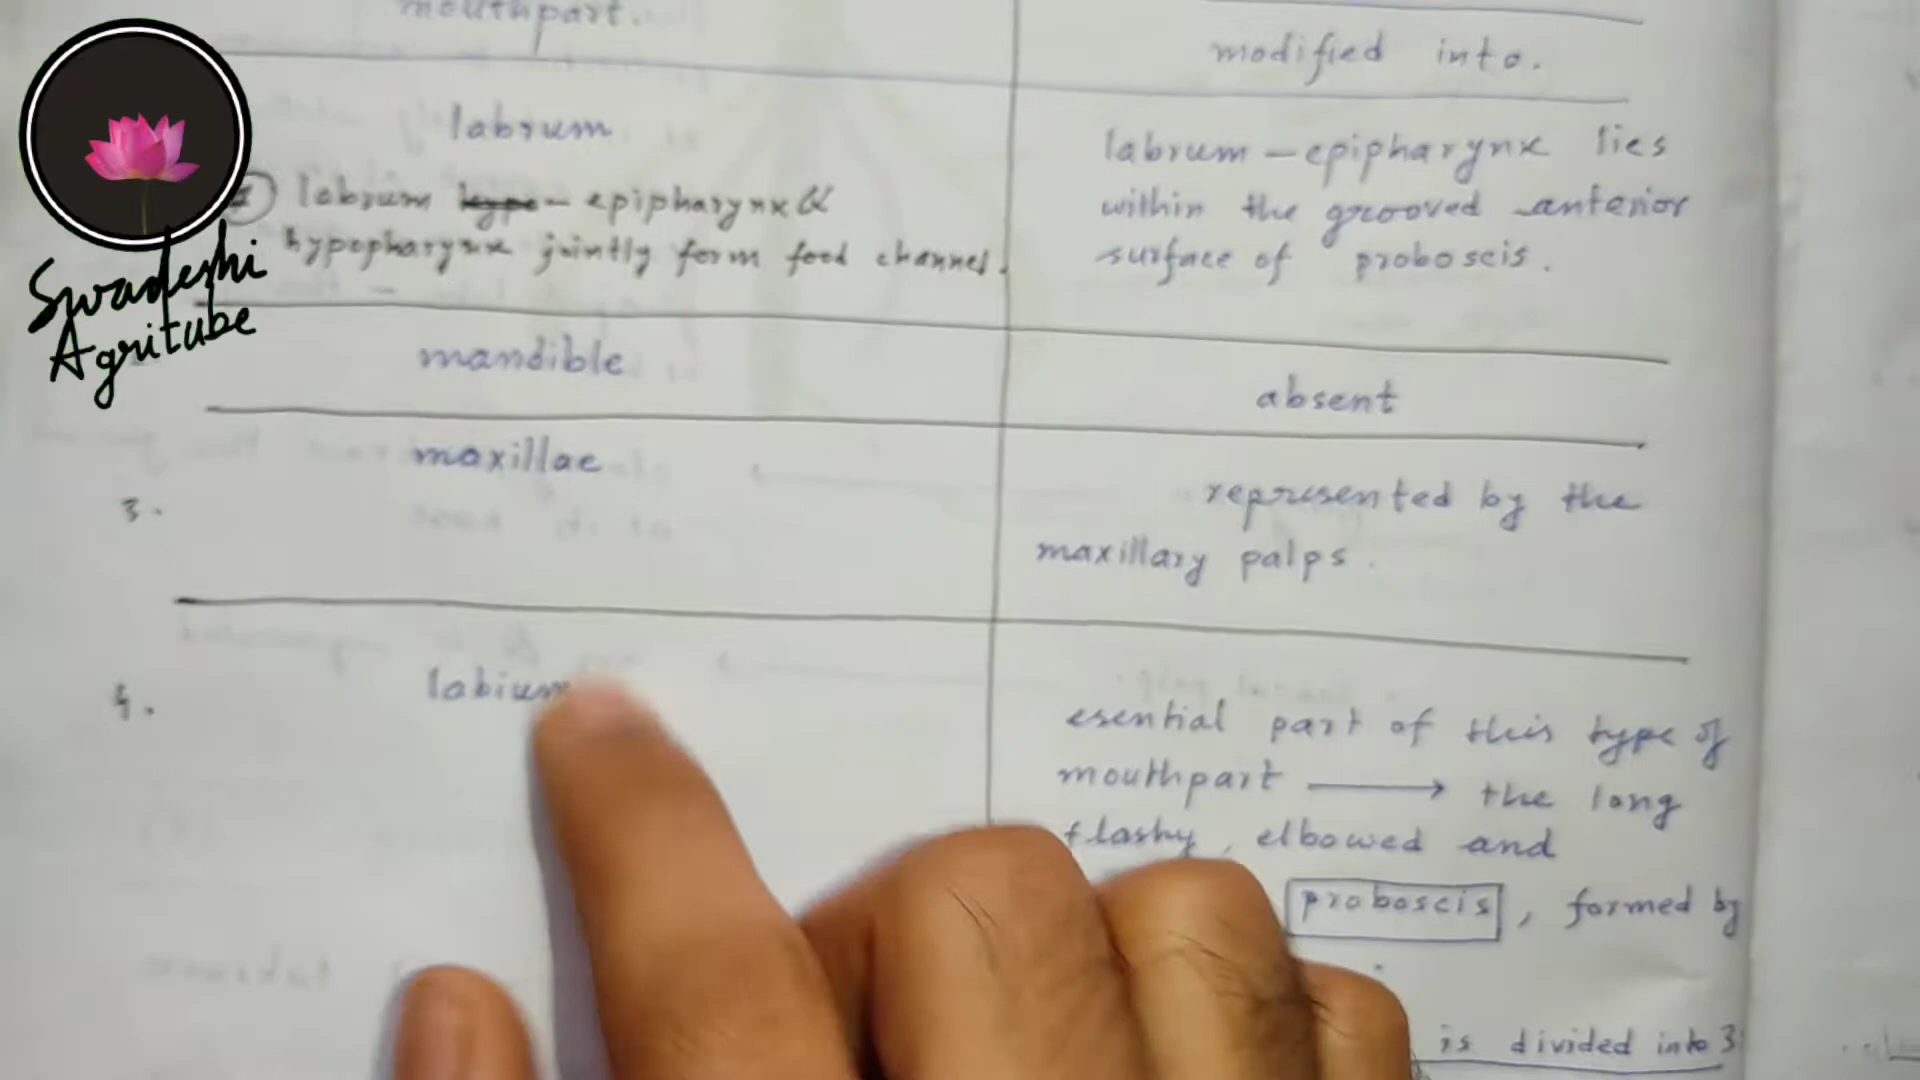 mouthpart.
modified into.
labrum
labrum-epipharynx lies
within the grooved anterior
surface of proboscis.
labrum hypo- epipharynx &
hypopharynx jointly form food channel.
Swadeshi
Agritube
mandible
absent
maxillae
3.
represented by the
maxillary palps.
4.
labium
esential part of this type of
mouthpart → the long
flashy, elbowed and
proboscis, formed by
is divided into 3